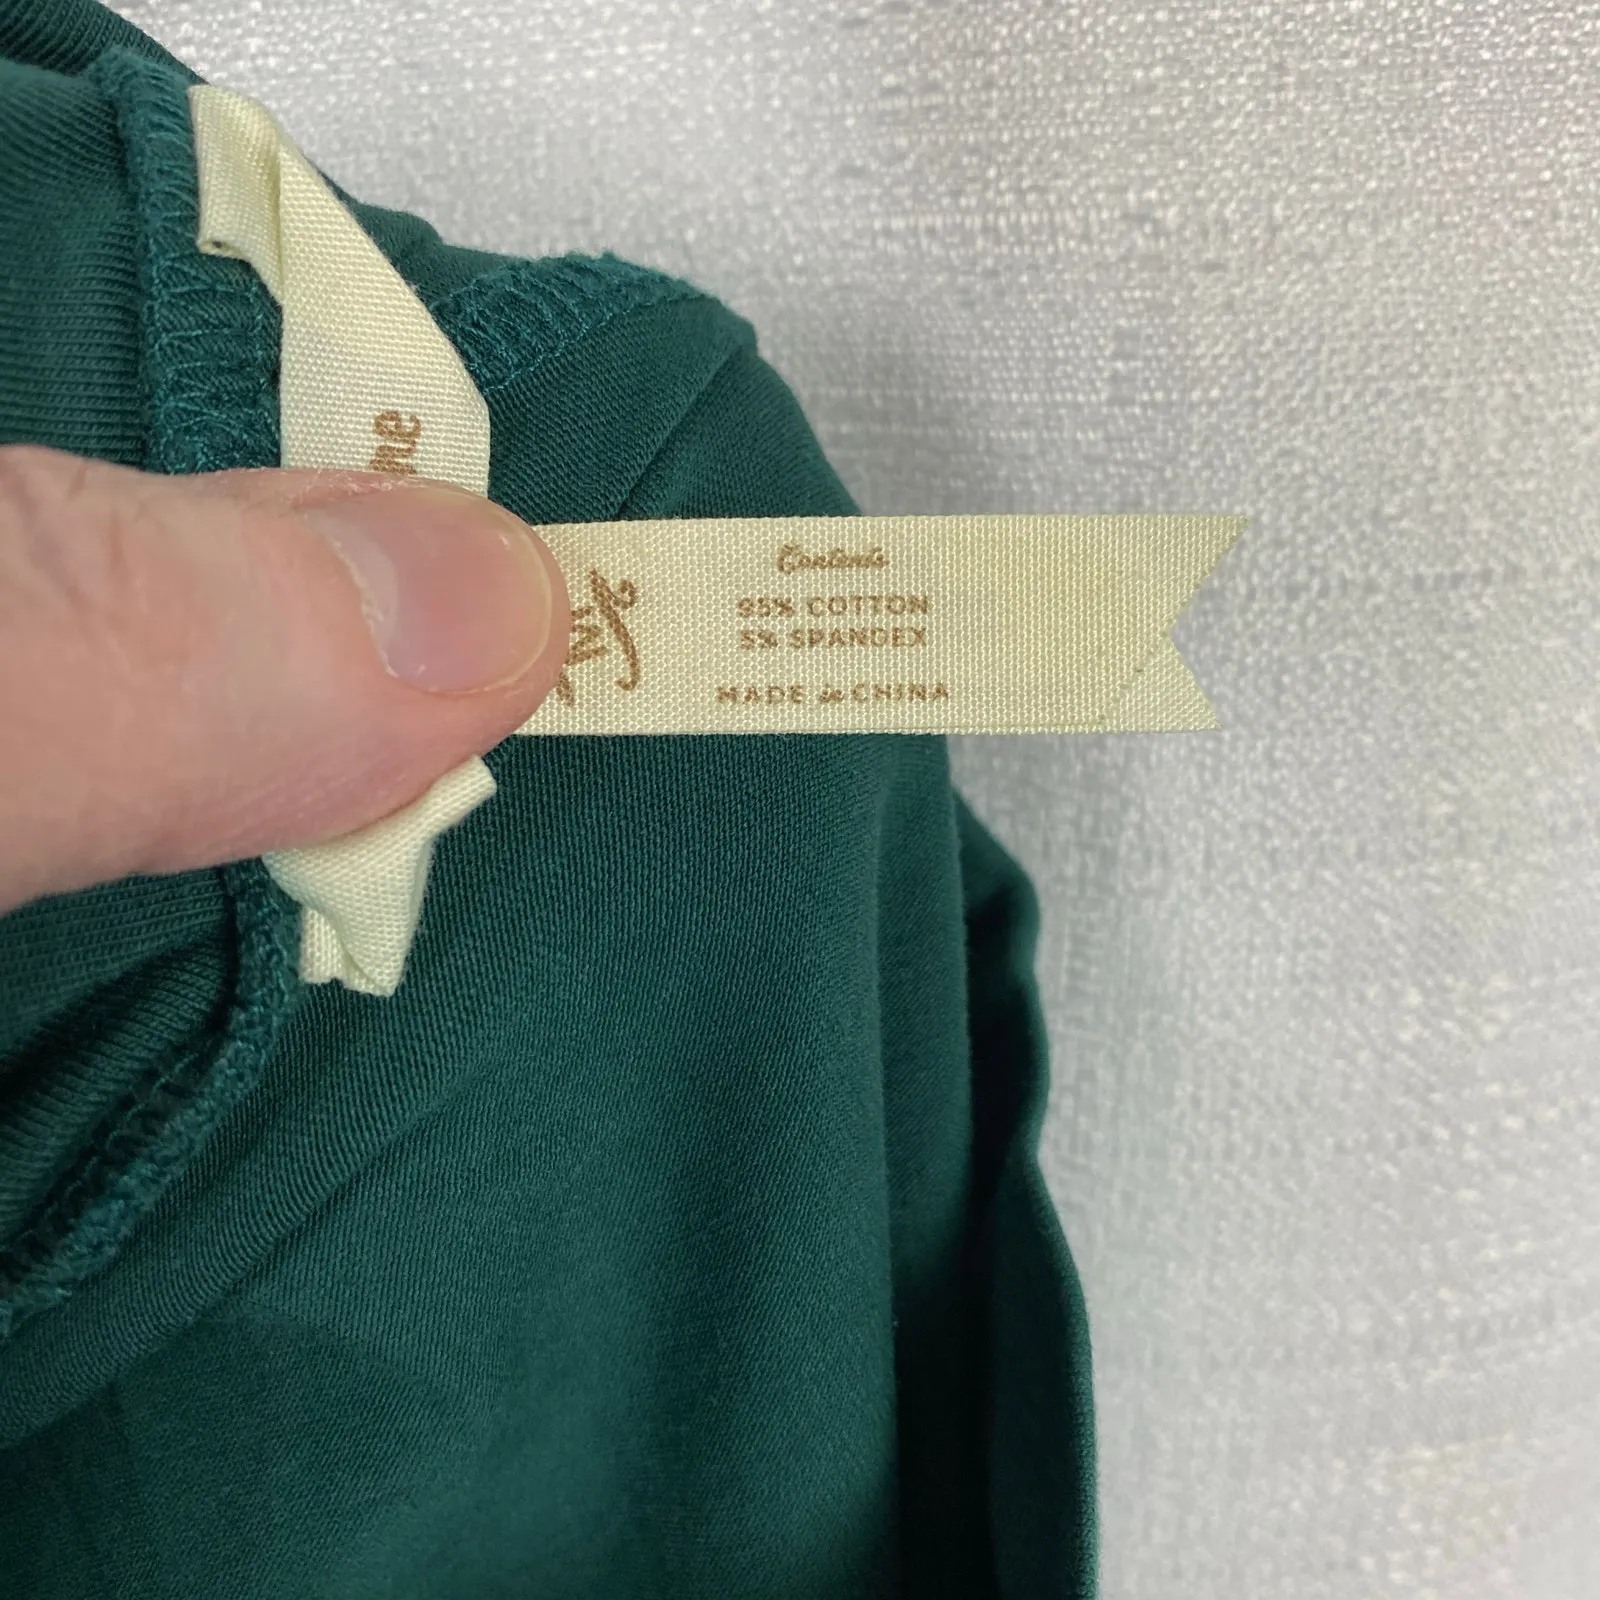 Contents
95% COTTON
5% SPANDEX
MADE in CHINA